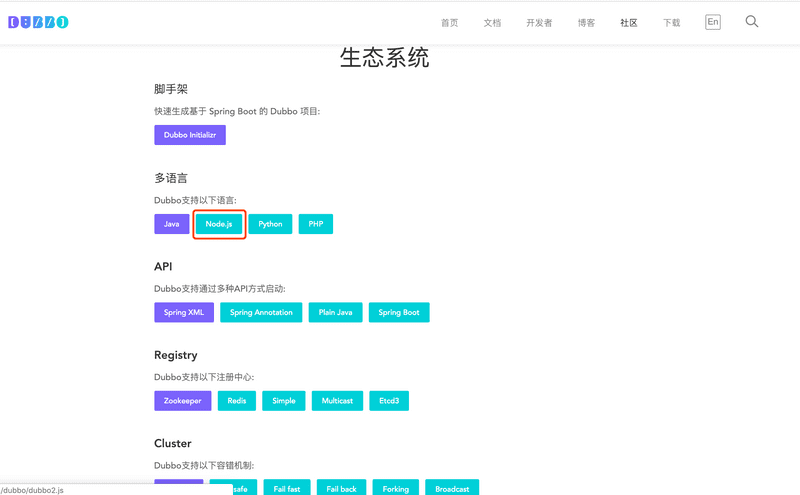 DUBBO
首页 文档 开发者 博客 社区 下载 En
生态系统
脚手架
快速生成基于 Spring Boot 的 Dubbo 项目:
Dubbo Initializr
多语言
Dubbo支持以下语言:
Java Node.js Python PHP
API
Dubbo支持通过多种API方式启动:
Spring XML Spring Annotation Plain Java Spring Boot
Registry
Dubbo支持以下注册中心:
Zookeeper Redis Simple Multicast Etcd3
Cluster
Dubbo支持以下容错机制:
safe Fail fast Fail back Forking Broadcast
/dubbo/dubbo2.js